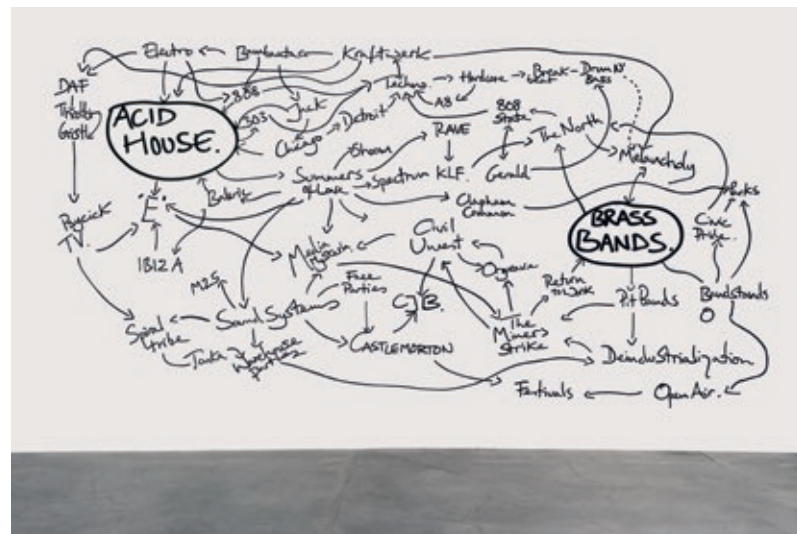 Electro
Bambaataa
Kraftwerk
DAF
808
Techno
Hardcore
Break-
beat
Drum N
Bass
Throbbing
Gristle
ACID
HOUSE.
303
Jack
Detroit
A8
808
State
Chicago
Shoom
RAVE
The North
Melancholy
Summers
of Love
Spectrum
KLF.
Gerald
Parks
Psychick
TV.
"E"
Balearic
Clapham
Common
BRASS
BANDS.
Civic
Pride.
IBIZA
Media
Hysteria
Civil
Unrest
Orgreave
M25
Free
Parties
C.J.B.
Return
To Work
Pit Bands
Bandstands
Spiral
tribe
Sound Systems
The
Miners
Strike
Tonka
Warehouse
Parties
CASTLEMORTON
Deindustrialization
Festivals
Open Air.